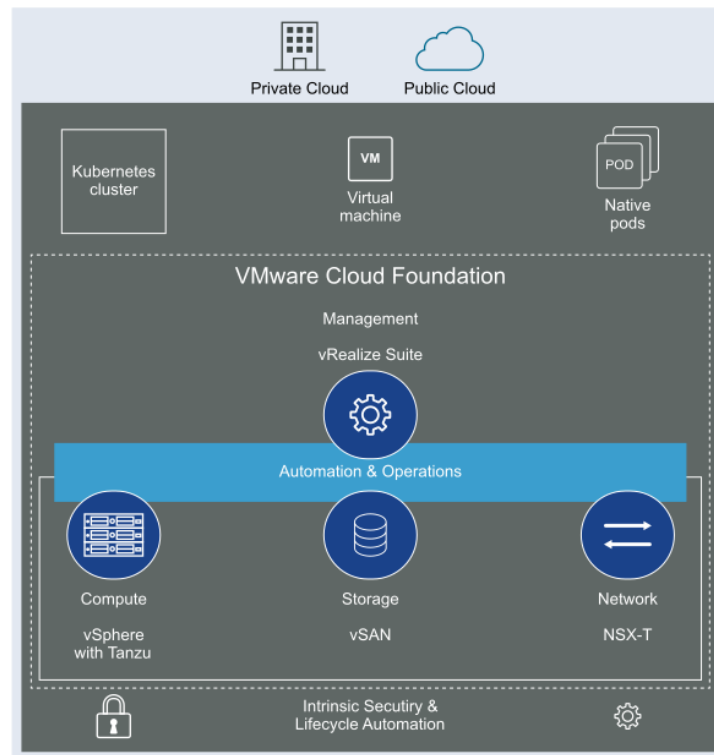 Private Cloud
Public Cloud
Kubernetes
cluster
VM
Virtual
machine
POD
Native
pods
VMware Cloud Foundation
Management
vRealize Suite
Automation & Operations
Compute
vSphere
with Tanzu
Storage
vSAN
Network
NSX-T
Intrinsic Secutiry &
Lifecycle Automation